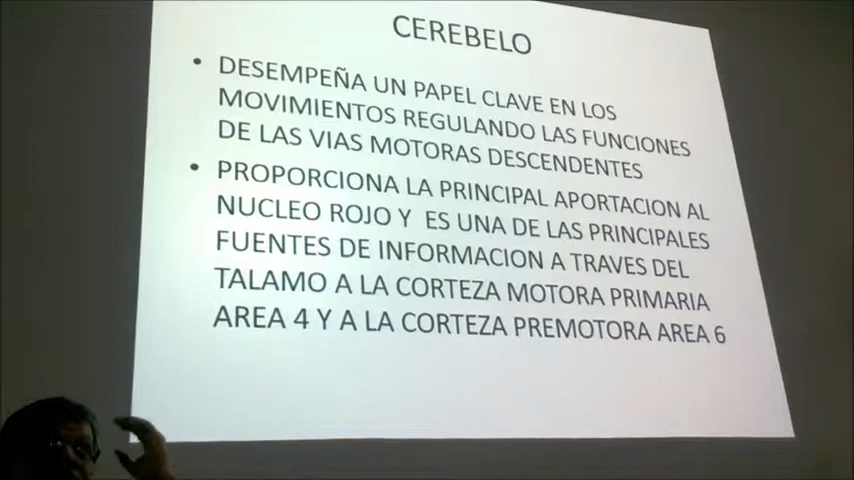 CEREBELO
• DESEMPEÑA UN PAPEL CLAVE EN LOS
MOVIMIENTOS REGULANDO LAS FUNCIONES
DE LAS VIAS MOTORAS DESCENDENTES
• PROPORCIONA LA PRINCIPAL APORTACION AL
NUCLEO ROJO Y ES UNA DE LAS PRINCIPALES
FUENTES DE INFORMACION A TRAVES DEL
TALAMO A LA CORTEZA MOTORA PRIMARIA
AREA 4 Y A LA CORTEZA PREMOTORA AREA 6